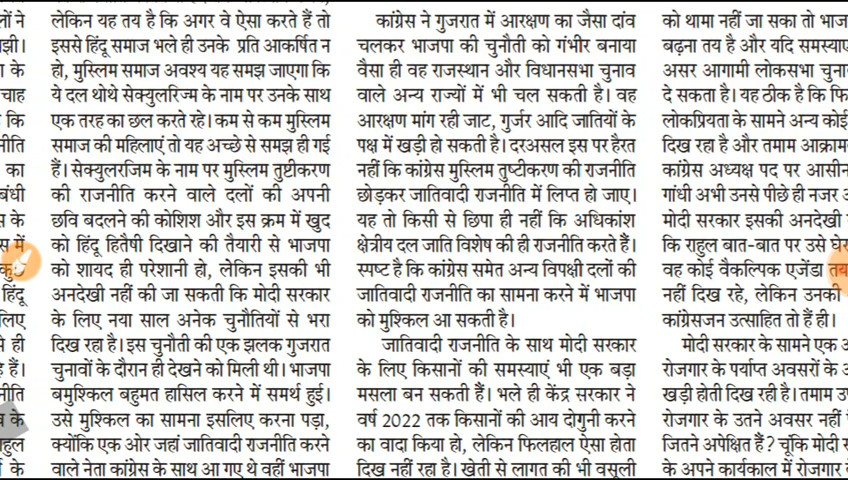 लों ने
झी।
ा के
चाह
कि
नीति
का
बंधी
स के
स में
हिंदू
लिए
से ही
हैं।
नीति
व के
ाहुल
के
लेकिन यह तय है कि अगर वे ऐसा करते हैं तो
इससे हिंदू समाज भले ही उनके प्रति आकर्षित न
हो, मुस्लिम समाज अवश्य यह समझ जाएगा कि
ये दल थोथे सेक्युलरिज्म के नाम पर उनके साथ
एक तरह का छल करते रहे। कम से कम मुस्लिम
समाज की महिलाएं तो यह अच्छे से समझ ही गई
हैं। सेक्युलरजिम के नाम पर मुस्लिम तुष्टीकरण
की राजनीति करने वाले दलों की अपनी
छवि बदलने की कोशिश और इस क्रम में खुद
को हिंदू हितैषी दिखाने की तैयारी से भाजपा
को शायद ही परेशानी हो, लेकिन इसकी भी
अनदेखी नहीं की जा सकती कि मोदी सरकार
के लिए नया साल अनेक चुनौतियों से भरा
दिख रहा है। इस चुनौती की एक झलक गुजरात
चुनावों के दौरान ही देखने को मिली थी। भाजपा
बमुश्किल बहुमत हासिल करने में समर्थ हुई।
उसे मुश्किल का सामना इसलिए करना पड़ा,
क्योंकि एक ओर जहां जातिवादी राजनीति करने
वाले नेता कांग्रेस के साथ आ गए थे वहीं भाजपा
कांग्रेस ने गुजरात में आरक्षण का जैसा दांव
चलकर भाजपा की चुनौती को गंभीर बनाया
वैसा ही वह राजस्थान और विधानसभा चुनाव
वाले अन्य राज्यों में भी चल सकती है। वह
आरक्षण मांग रही जाट, गुर्जर आदि जातियों के
पक्ष में खड़ी हो सकती है। दरअसल इस पर हैरत
नहीं कि कांग्रेस मुस्लिम तुष्टीकरण की राजनीति
छोड़कर जातिवादी राजनीति में लिप्त हो जाए।
यह तो किसी से छिपा ही नहीं कि अधिकांश
क्षेत्रीय दल जाति विशेष की ही राजनीति करते हैं।
स्पष्ट है कि कांग्रेस समेत अन्य विपक्षी दलों की
जातिवादी राजनीति का सामना करने में भाजपा
को मुश्किल आ सकती है।
जातिवादी राजनीति के साथ मोदी सरकार
के लिए किसानों की समस्याएं भी एक बड़ा
मसला बन सकती हैं। भले ही केंद्र सरकार ने
वर्ष 2022 तक किसानों की आय दोगुनी करने
का वादा किया हो, लेकिन फिलहाल ऐसा होता
दिख नहीं रहा है। खेती से लागत की भी वसूली
को थामा नहीं जा सका तो भाज
बढ़ना तय है और यदि समस्याए
असर आगामी लोकसभा चुना
दे सकता है। यह ठीक है कि
लोकप्रियता के सामने अन्य कोई
दिख रहा है और तमाम आक्राम
कांग्रेस अध्यक्ष पद पर आसीन
गांधी अभी उनसे पीछे ही नजर
मोदी सरकार इसकी अनदेखी
कि राहुल बात-बात पर उसे घेर
वह कोई वैकल्पिक एजेंडा तय
नहीं दिख रहे, लेकिन उनकी
कांग्रेसजन उत्साहित तो हैं ही।
मोदी सरकार के सामने एक
रोजगार के पर्याप्त अवसरों के
खड़ी होती दिख रही है। तमाम
रोजगार के उतने अवसर नहीं
जितने अपेक्षित हैं? चूंकि मोदी
के अपने कार्यकाल में रोजगार